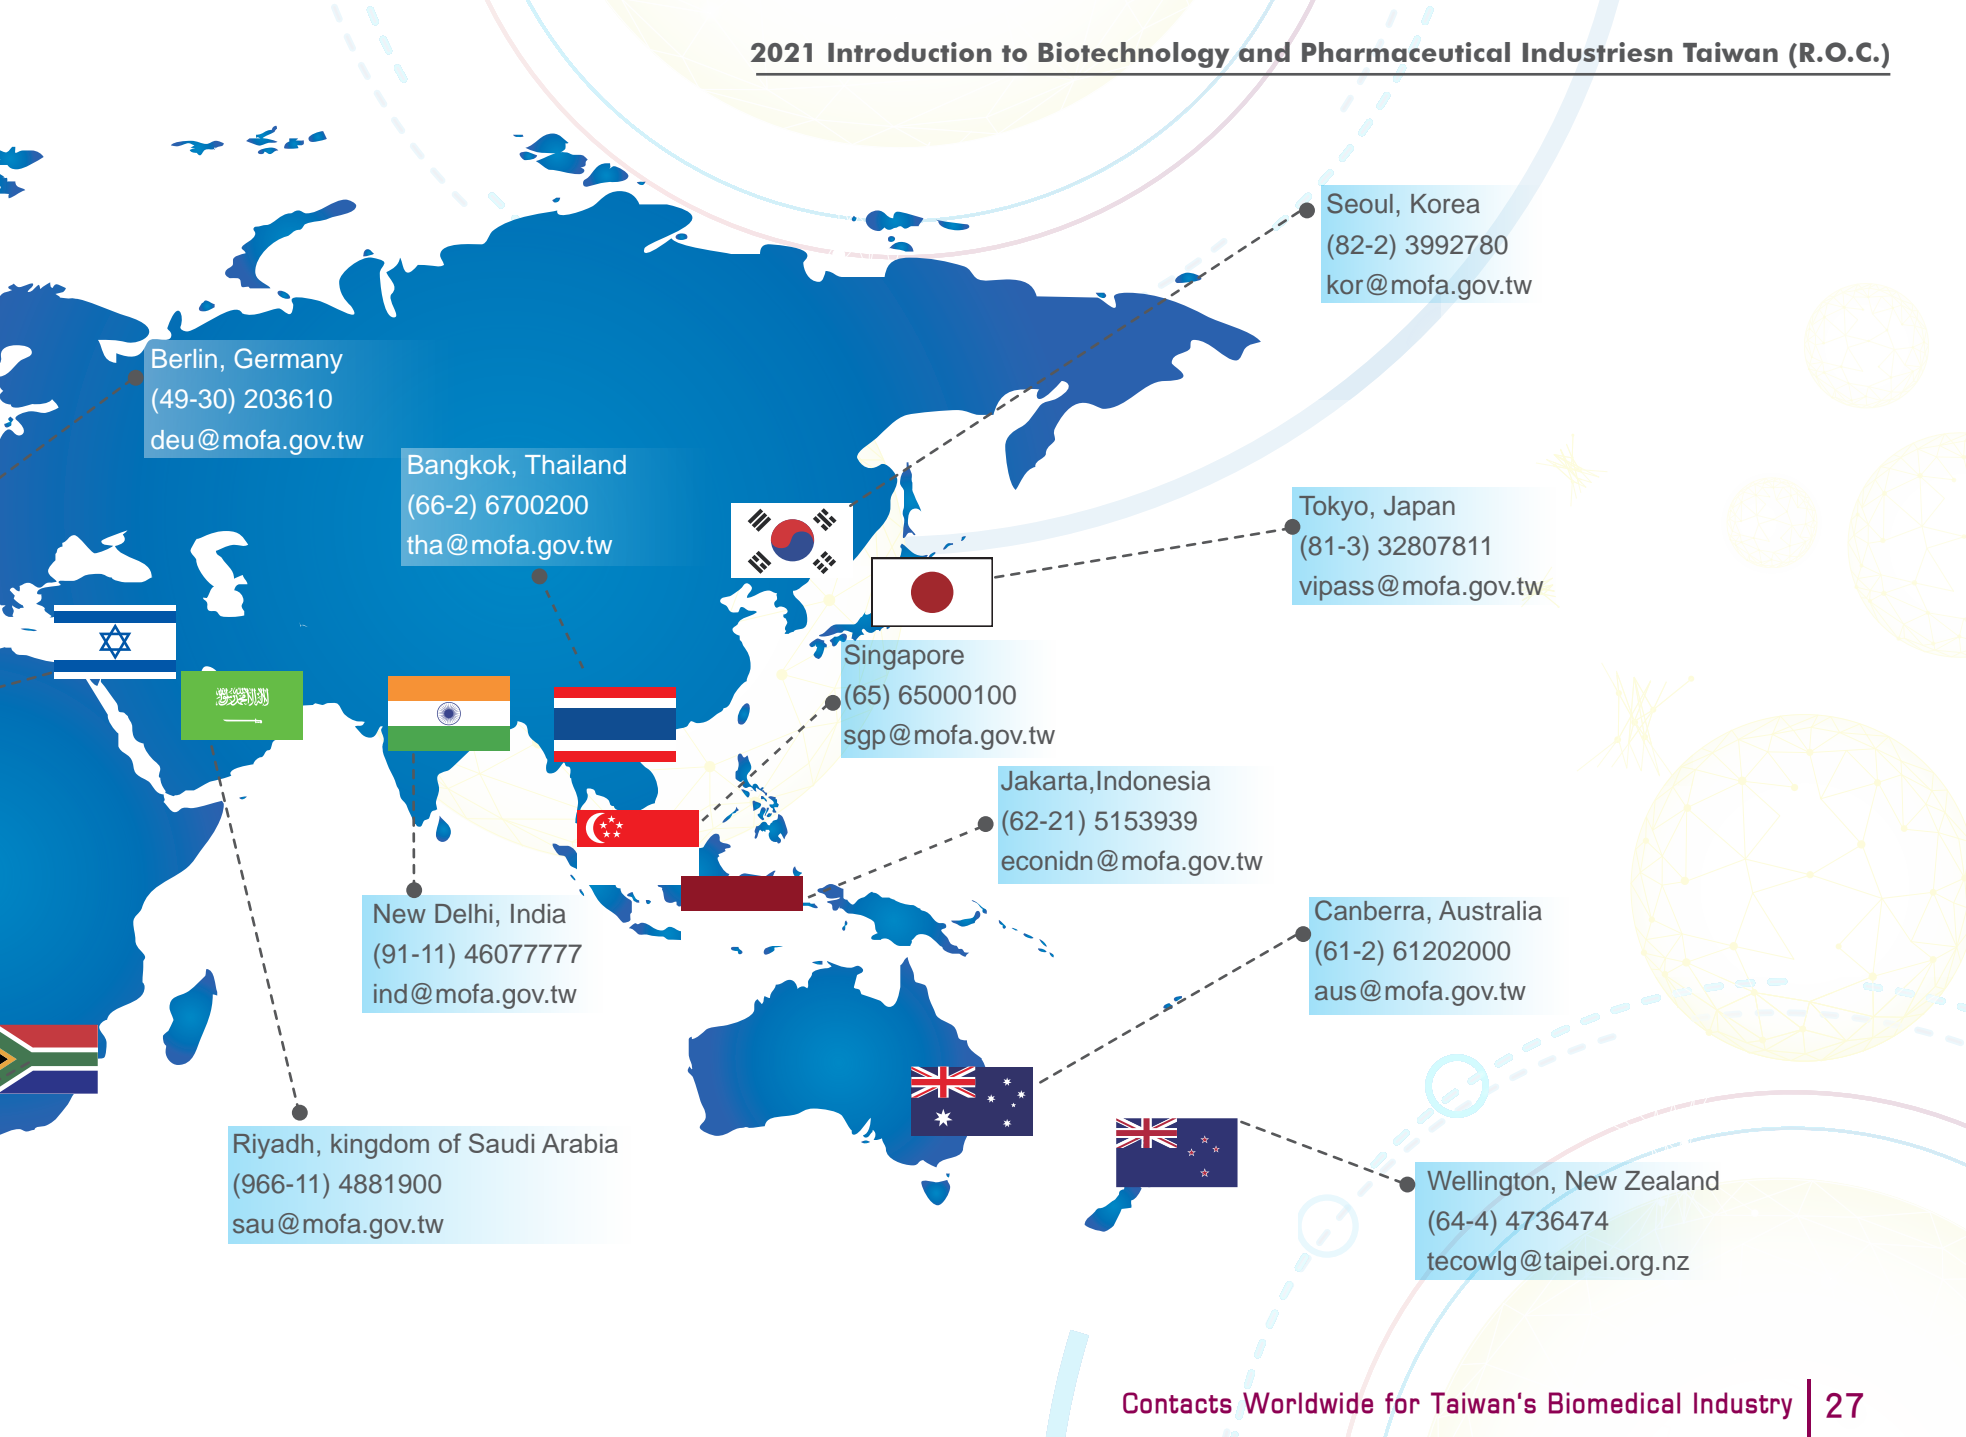 2021 Introduction to Biotechnology and Pharmaceutical Industriesn Taiwan (R.O.C.)
Seoul, Korea
(82-2) 3992780
kor@mofa.gov.tw
Berlin, Germany
(49-30) 203610
deu@mofa.gov.tw
Bangkok, Thailand
(66-2) 6700200
tha@mofa.gov.tw
Tokyo, Japan
(81-3) 32807811
vipass@mofa.gov.tw
Singapore
(65) 65000100
sgp@mofa.gov.tw
Jakarta,Indonesia
(62-21) 5153939
econidn@mofa.gov.tw
New Delhi, India
(91-11) 46077777
ind@mofa.gov.tw
Canberra, Australia
(61-2) 61202000
aus@mofa.gov.tw
Riyadh, kingdom of Saudi Arabia
(966-11) 4881900
sau@mofa.gov.tw
Wellington, New Zealand
(64-4) 4736474
tecowlg@taipei.org.nz
Contacts Worldwide for Taiwan's Biomedical Industry 27